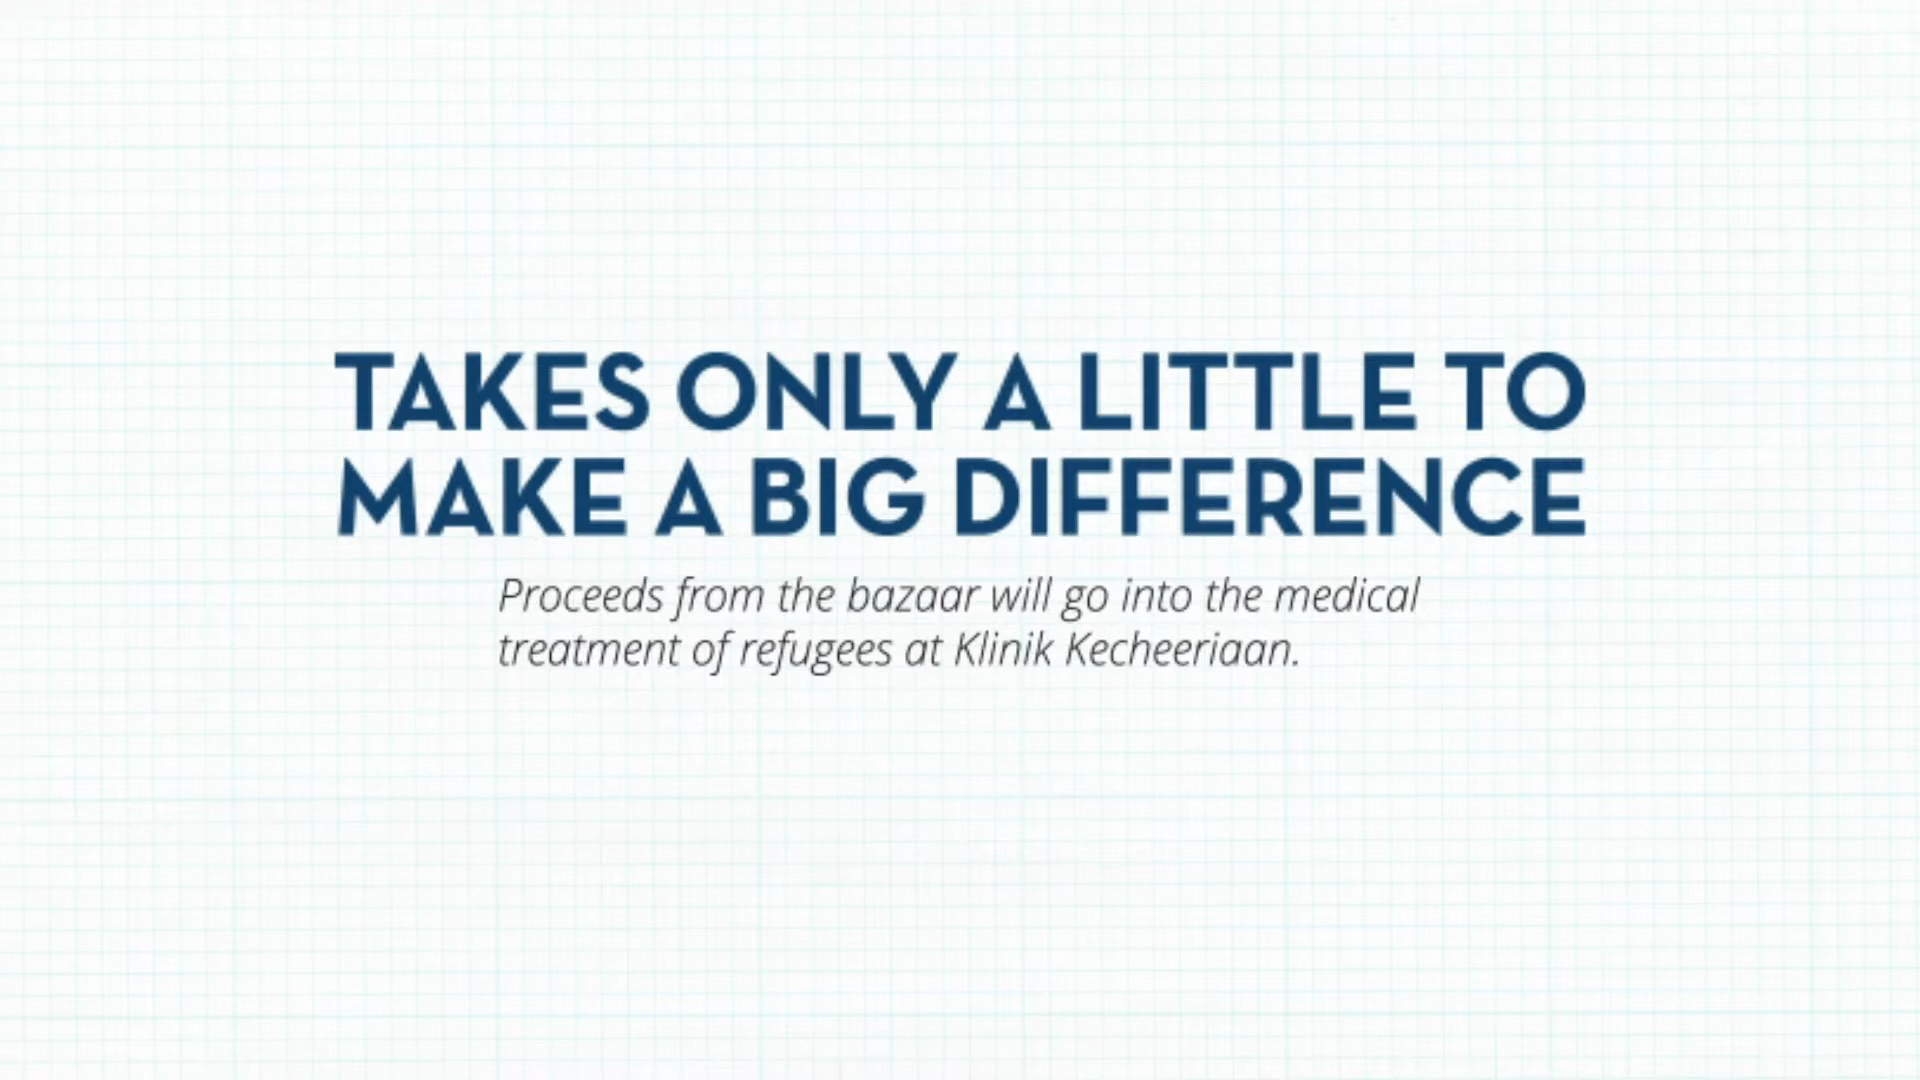 TAKES ONLY A LITTLE TO
MAKE A BIG DIFFERENCE
Proceeds from the bazaar will go into the medical
treatment of refugees at Klinik Kecheeriaan.